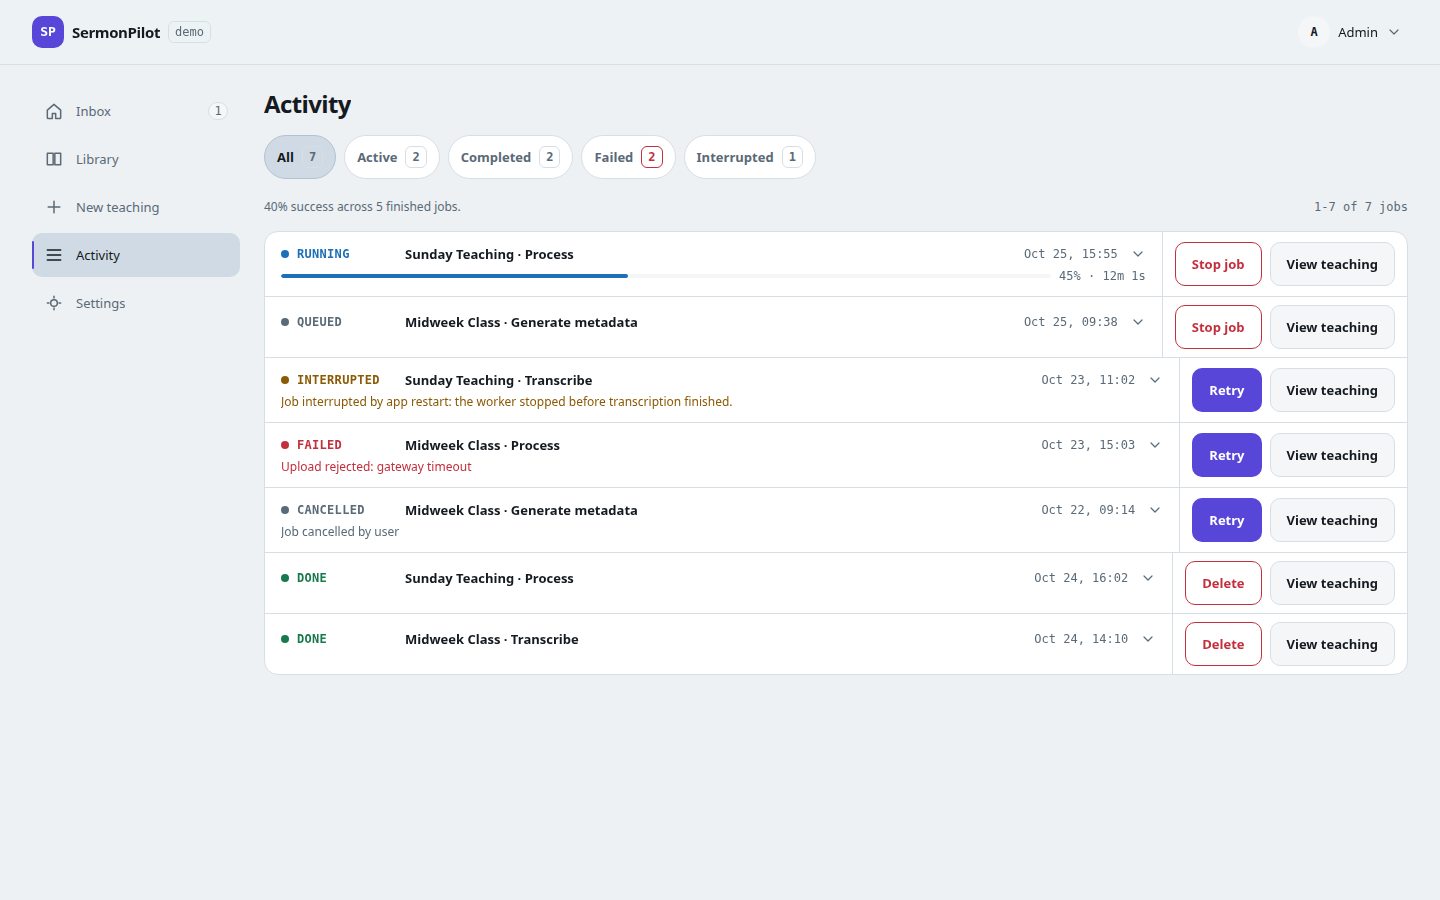 SP SermonPilot demo
A Admin
Inbox 1
Library
New teaching
Activity
Settings
Activity
All 7 Active 2 Completed 2 Failed 2 Interrupted 1
40% success across 5 finished jobs. 1-7 of 7 jobs
RUNNING Sunday Teaching · Process Oct 25, 15:55 Stop job View teaching
45% · 12m 1s
QUEUED Midweek Class · Generate metadata Oct 25, 09:38 Stop job View teaching
INTERRUPTED Sunday Teaching · Transcribe Oct 23, 11:02 Retry View teaching
Job interrupted by app restart: the worker stopped before transcription finished.
FAILED Midweek Class · Process Oct 23, 15:03 Retry View teaching
Upload rejected: gateway timeout
CANCELLED Midweek Class · Generate metadata Oct 22, 09:14 Retry View teaching
Job cancelled by user
DONE Sunday Teaching · Process Oct 24, 16:02 Delete View teaching
DONE Midweek Class · Transcribe Oct 24, 14:10 Delete View teaching